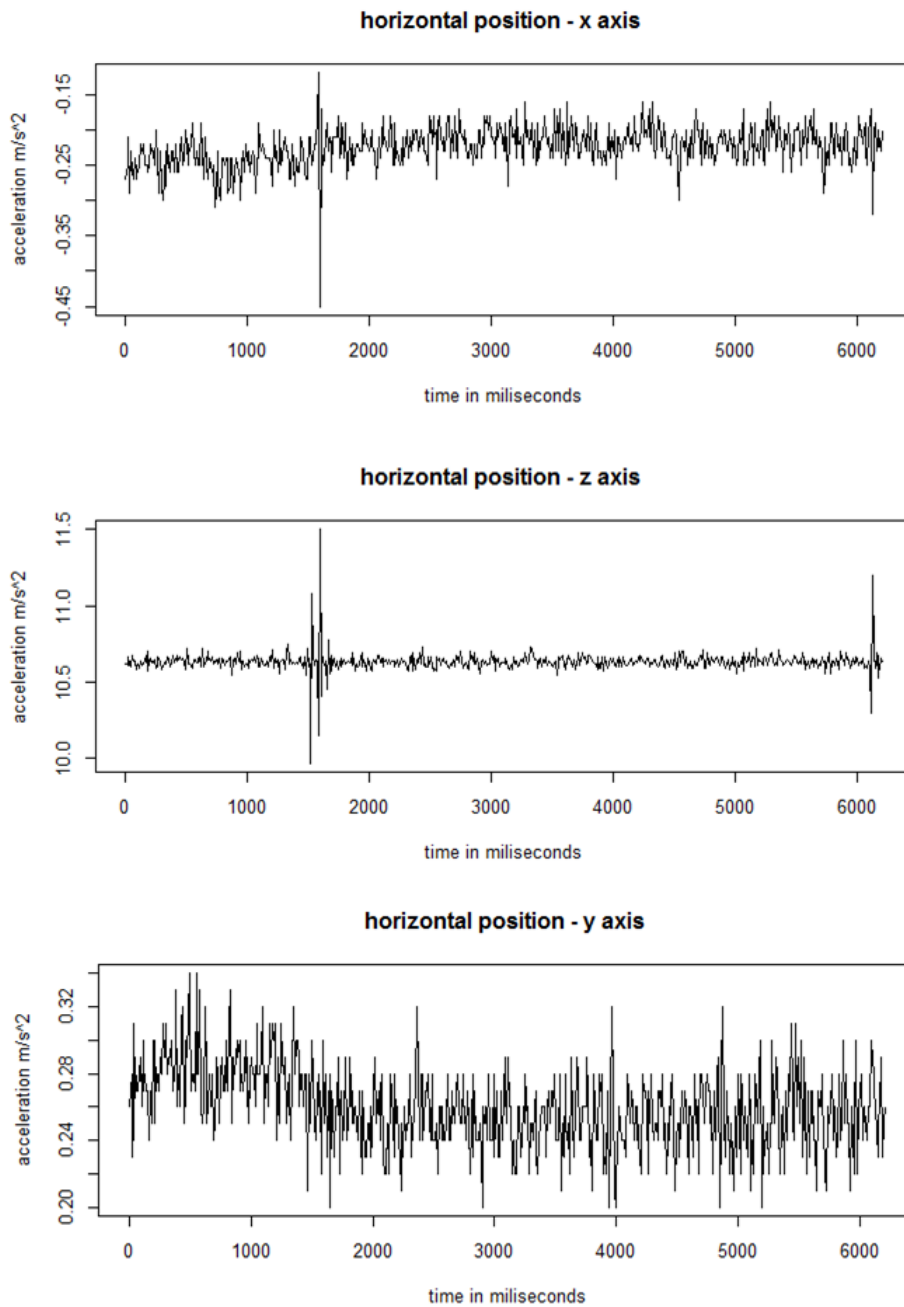 horizontal position - x axis
acceleration m/s^2
-0.15
-0.25
-0.35
-0.45
0 1000 2000 3000 4000 5000 6000
time in miliseconds
horizontal position - z axis
acceleration m/s^2
11.5
11.0
10.5
10.0
0 1000 2000 3000 4000 5000 6000
time in miliseconds
horizontal position - y axis
acceleration m/s^2
0.32
0.28
0.24
0.20
0 1000 2000 3000 4000 5000 6000
time in miliseconds